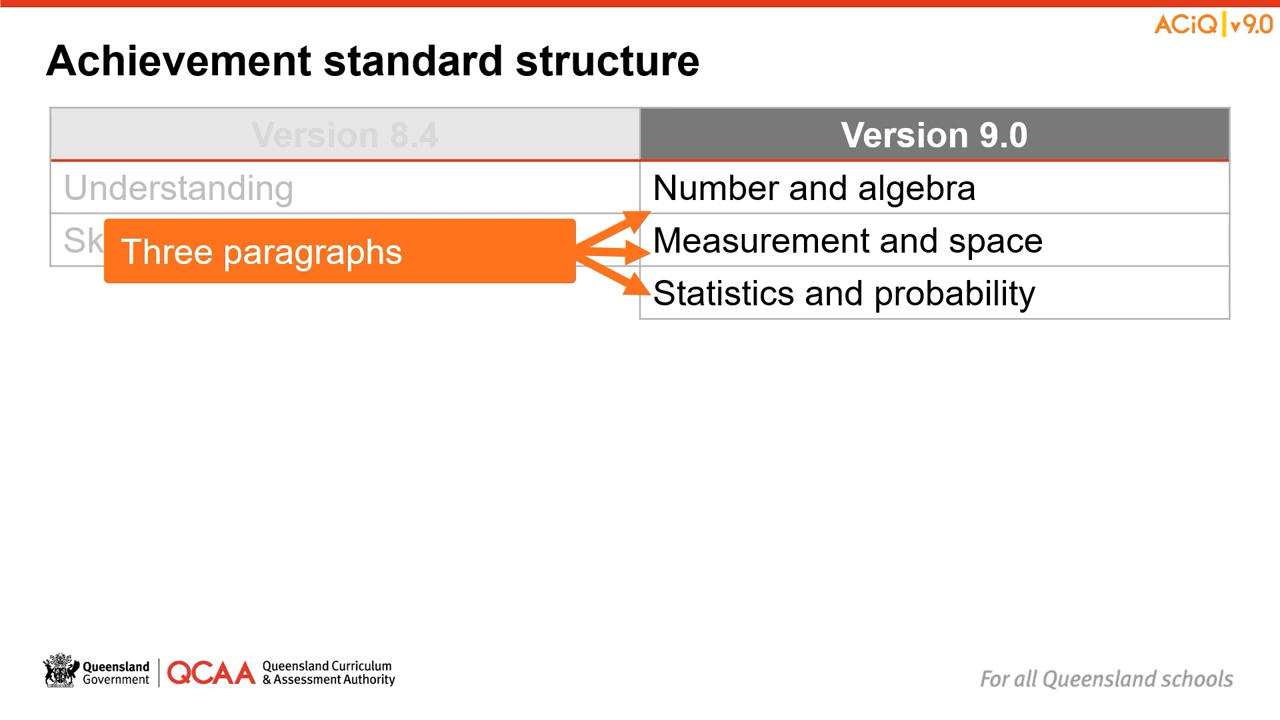 ACiQ v9.0
Achievement standard structure
Version 8.4
Version 9.0
Understanding
Number and algebra
Sk
Three paragraphs
Measurement and space
Statistics and probability
Queensland
Government
QCAA
Queensland Curriculum
& Assessment Authority
For all Queensland schools